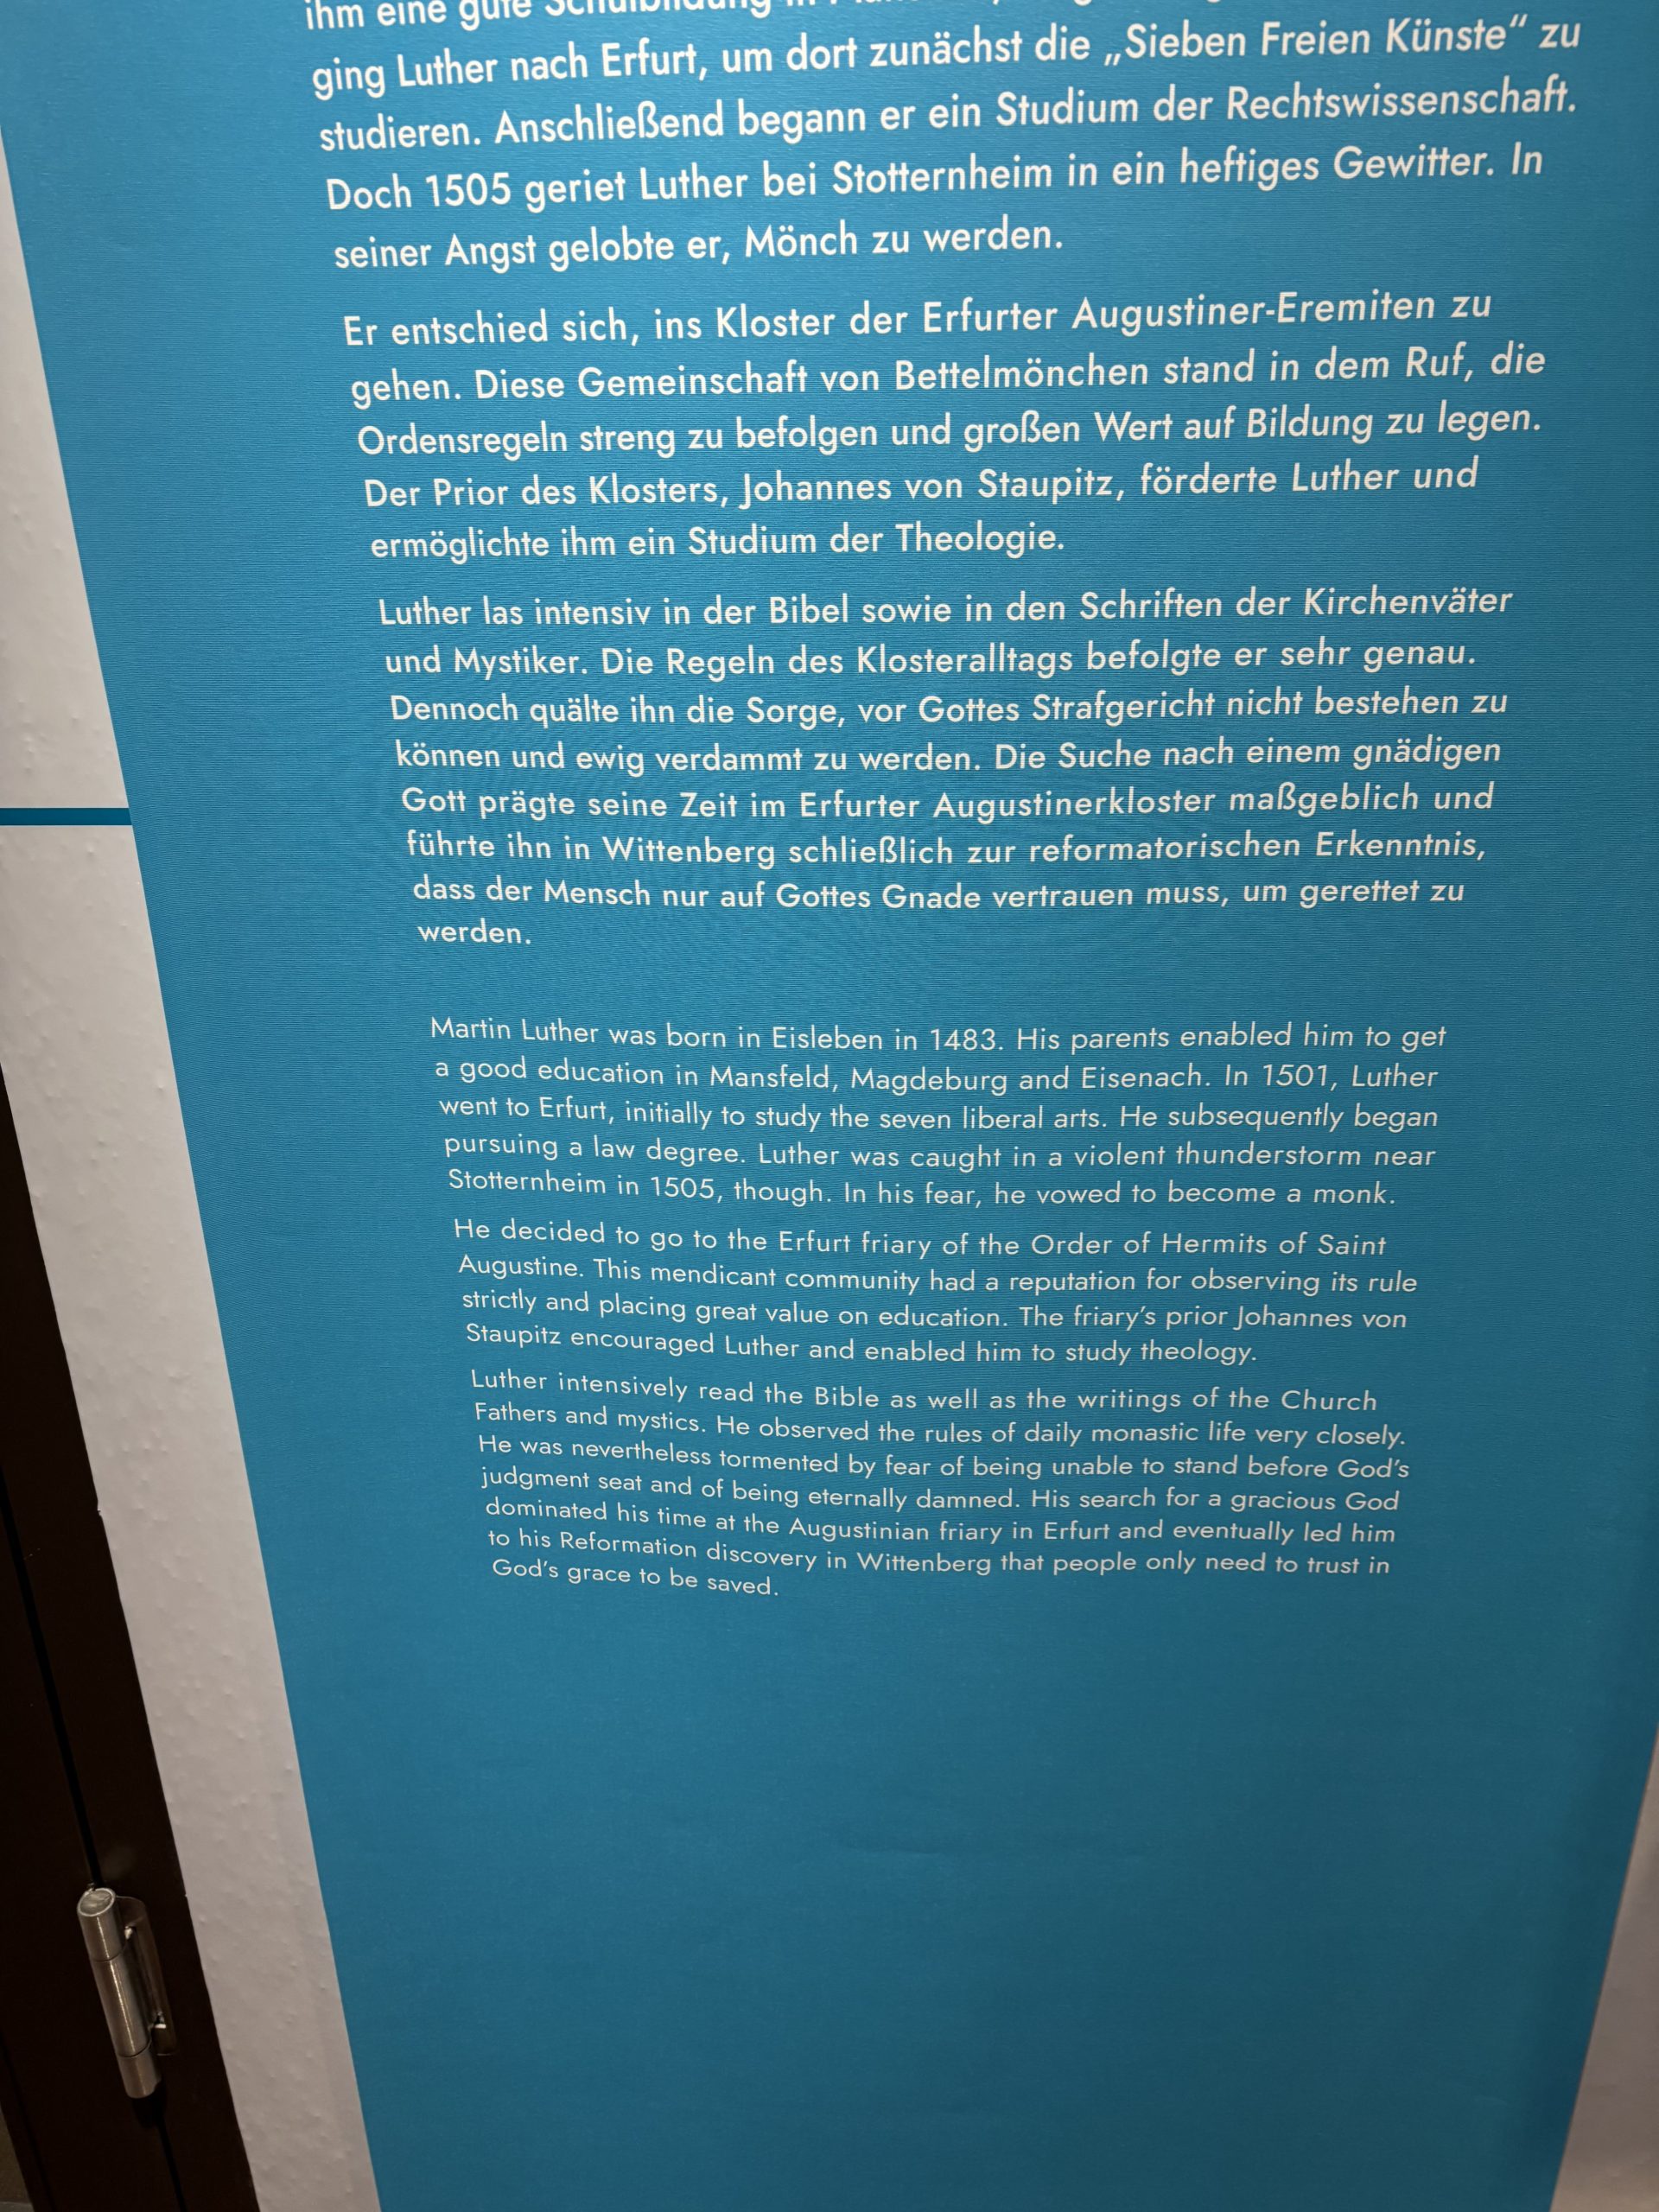 ihm eine gute Schulbildung in
ging Luther nach Erfurt, um dort zunächst die „Sieben Freien Künste“ zu
studieren. Anschließend begann er ein Studium der Rechtswissenschaft.
Doch 1505 geriet Luther bei Stotternheim in ein heftiges Gewitter. In
seiner Angst gelobte er, Mönch zu werden.
Er entschied sich, ins Kloster der Erfurter Augustiner-Eremiten zu
gehen. Diese Gemeinschaft von Bettelmönchen stand in dem Ruf, die
Ordensregeln streng zu befolgen und großen Wert auf Bildung zu legen.
Der Prior des Klosters, Johannes von Staupitz, förderte Luther und
ermöglichte ihm ein Studium der Theologie.
Luther las intensiv in der Bibel sowie in den Schriften der Kirchenväter
und Mystiker. Die Regeln des Klosteralltags befolgte er sehr genau.
Dennoch quälte ihn die Sorge, vor Gottes Strafgericht nicht bestehen zu
können und ewig verdammt zu werden. Die Suche nach einem gnädigen
Gott prägte seine Zeit im Erfurter Augustinerkloster maßgeblich und
führte ihn in Wittenberg schließlich zur reformatorischen Erkenntnis,
dass der Mensch nur auf Gottes Gnade vertrauen muss, um gerettet zu
werden.
Martin Luther was born in Eisleben in 1483. His parents enabled him to get
a good education in Mansfeld, Magdeburg and Eisenach. In 1501, Luther
went to Erfurt, initially to study the seven liberal arts. He subsequently began
pursuing a law degree. Luther was caught in a violent thunderstorm near
Stotternheim in 1505, though. In his fear, he vowed to become a monk.
He decided to go to the Erfurt friary of the Order of Hermits of Saint
Augustine. This mendicant community had a reputation for observing its rule
strictly and placing great value on education. The friary’s prior Johannes von
Staupitz encouraged Luther and enabled him to study theology.
Luther intensively read the Bible as well as the writings of the Church
Fathers and mystics. He observed the rules of daily monastic life very closely.
He was nevertheless tormented by fear of being unable to stand before God’s
judgment seat and of being eternally damned. His search for a gracious God
dominated his time at the Augustinian friary in Erfurt and eventually led him
to his Reformation discovery in Wittenberg that people only need to trust in
God’s grace to be saved.